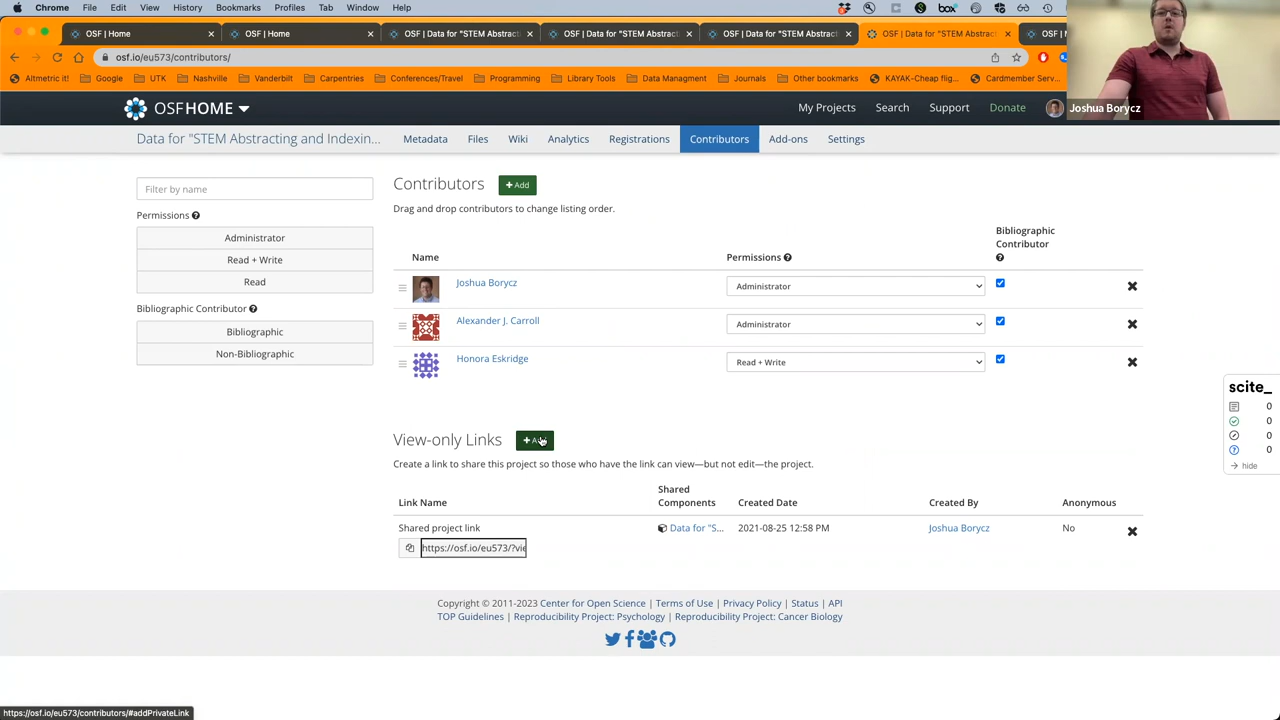 Chrome File Edit View History Bookmarks Profiles Tab Window Help
OSF | Home
OSF | Home
OSF | Data for "STEM Abstract
OSF | Data for "STEM Abstract
OSF | Data for "STEM Abstract
OSF | Data for "STEM Abstract
osf.io/eu573/contributors/
Altmetric it! Google UTK Nashville Vanderbilt Carpentries Conferences/Travel Programming Library Tools Data Managment Journals Other bookmarks KAYAK–Cheap flig... Cardmember Serv...
OSFHOME
My Projects Search Support Donate Joshua Borycz
Data for "STEM Abstracting and Indexin...
Metadata Files Wiki Analytics Registrations Contributors Add-ons Settings
Filter by name
Permissions
Administrator
Read + Write
Read
Bibliographic Contributor
Bibliographic
Non-Bibliographic
Contributors + Add
Drag and drop contributors to change listing order.
Name Permissions Bibliographic Contributor
Joshua Borycz Administrator
Alexander J. Carroll Administrator
Honora Eskridge Read + Write
View-only Links + Add
Create a link to share this project so those who have the link can view—but not edit—the project.
Link Name Shared Components Created Date Created By Anonymous
Shared project link Data for "S... 2021-08-25 12:58 PM Joshua Borycz No
https://osf.io/eu573/?vie
scite_
0
0
0
0
hide
Copyright © 2011-2023 Center for Open Science | Terms of Use | Privacy Policy | Status | API
TOP Guidelines | Reproducibility Project: Psychology | Reproducibility Project: Cancer Biology
https://osf.io/eu573/contributors/#addPrivateLink